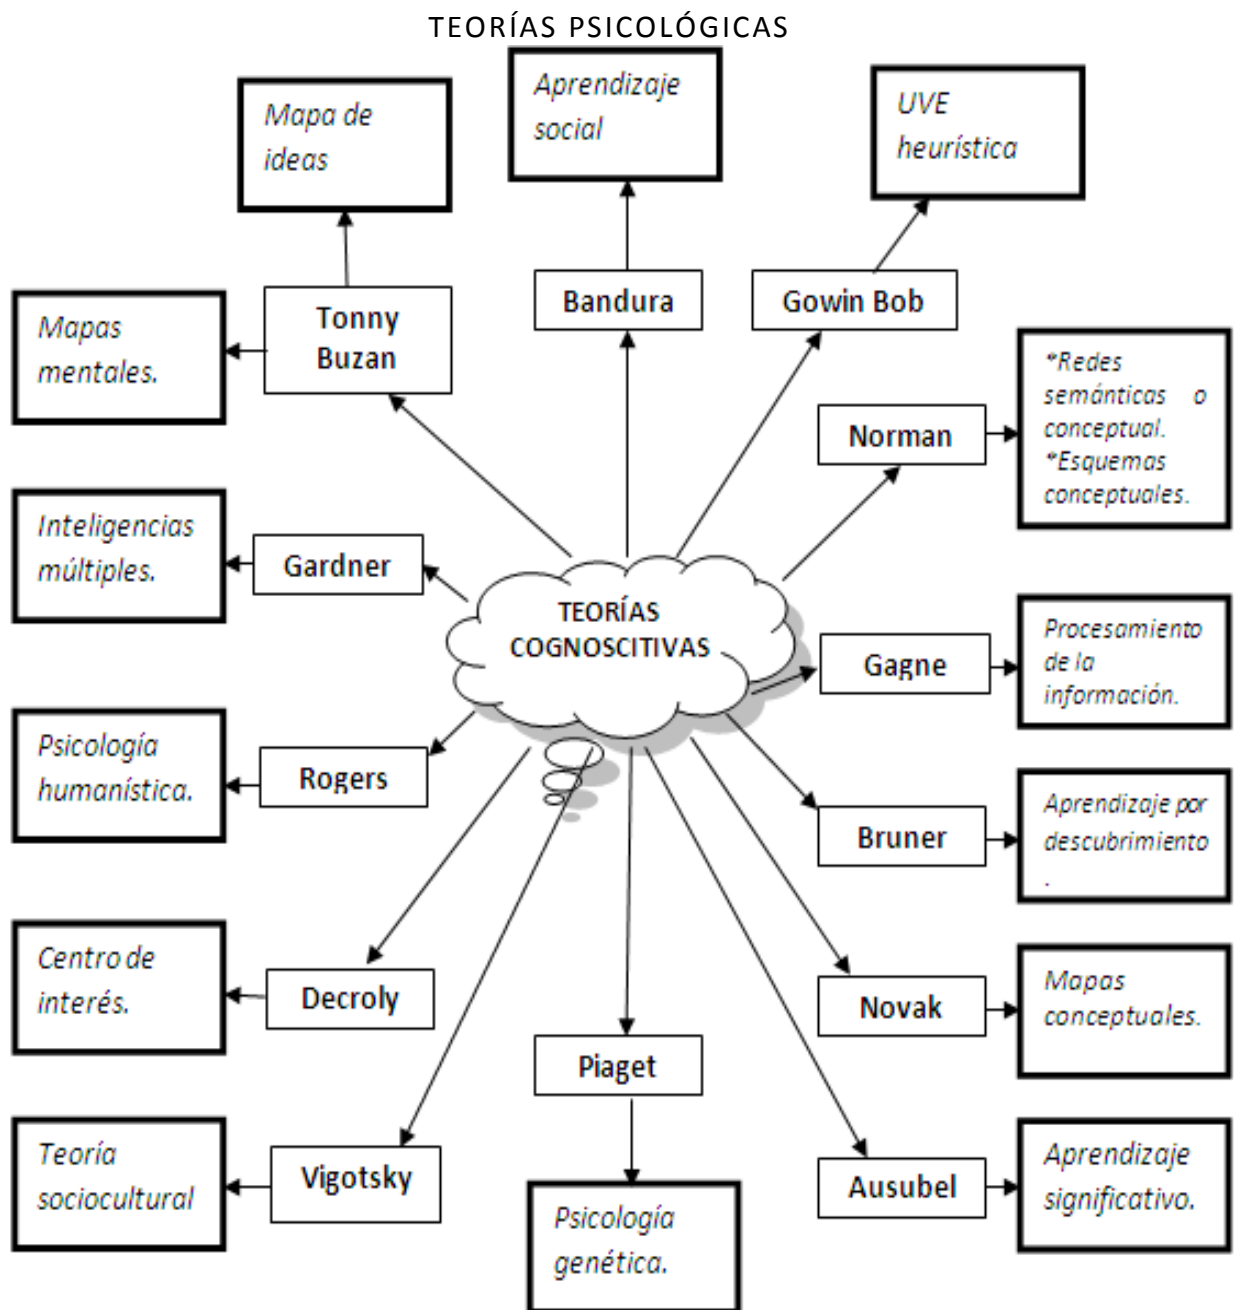 TEORÍAS PSICOLÓGICAS
Mapa de
ideas
Aprendizaje
social
UVE
heurística
Mapas
mentales.
Tonny
Buzan
Bandura
Gowin Bob
*Redes
semánticas o
conceptual.
*Esquemas
conceptuales.
Norman
Inteligencias
múltiples.
Gardner
TEORÍAS
COGNOSCITIVAS
Gagne
Procesamiento
de la
información.
Psicología
humanística.
Rogers
Bruner
Aprendizaje por
descubrimiento
.
Centro de
interés.
Decroly
Novak
Mapas
conceptuales.
Piaget
Teoría
sociocultural
Vigotsky
Ausubel
Aprendizaje
significativo.
Psicología
genética.